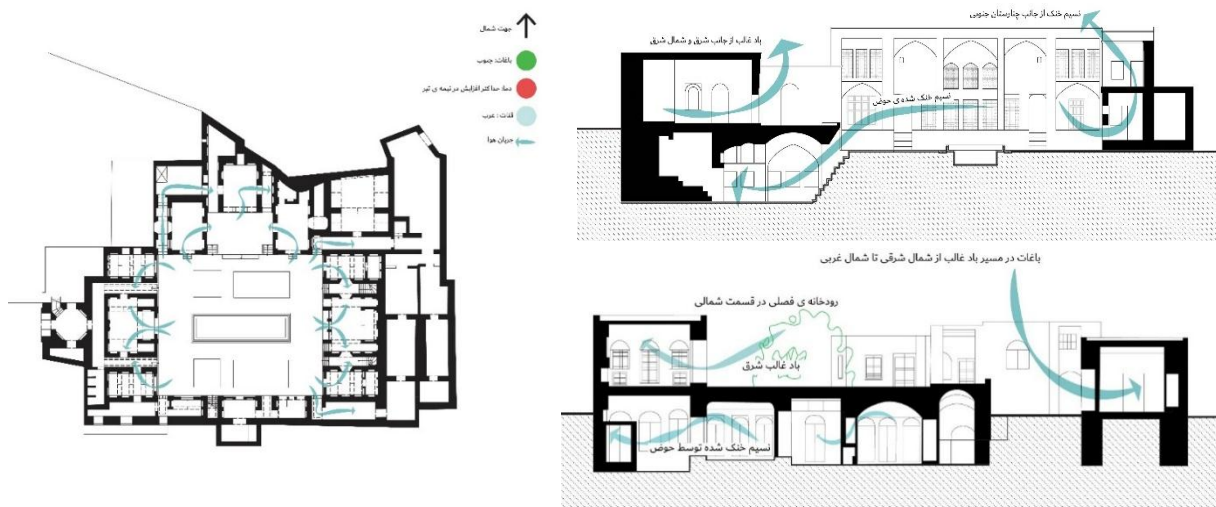 جهت شمال
باغات: جنوب
دما: حداکثر افزایش در نیمه ی تیر
قنات: غرب
جریان هوا
نسیم خنک از جانب چنارستان جنوبی
باد غالب از جانب شرق و شمال شرق
نسیم خنک شده ی حوض
باغات در مسیر باد غالب از شمال شرقی تا شمال غربی
رودخانه ی فصلی در قسمت شمالی
باد غالب شرق
نسیم خنک شده توسط حوض